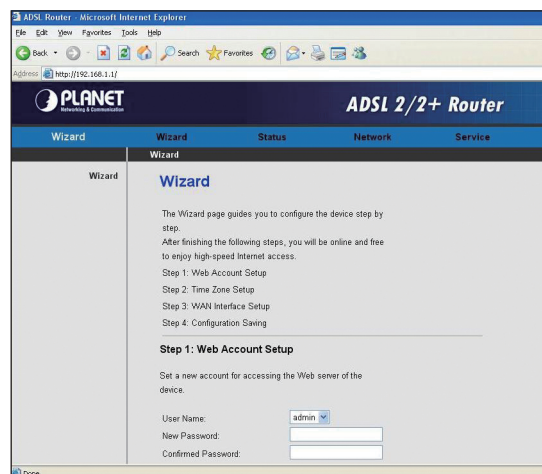 ADSL Router - Microsoft Internet Explorer
File Edit View Favorites Tools Help
Back Search Favorites
Address http://192.168.1.1/
PLANET
Networking & Communication
ADSL 2/2+ Router
Wizard Wizard Status Network Service
Wizard
Wizard
Wizard
The Wizard page guides you to configure the device step by
step.
After finishing the following steps, you will be online and free
to enjoy high-speed Internet access.
Step 1: Web Account Setup
Step 2: Time Zone Setup
Step 3: WAN Interface Setup
Step 4: Configuration Saving
Step 1: Web Account Setup
Set a new account for accessing the Web server of the
device.
User Name: admin
New Password:
Confirmed Password:
Done